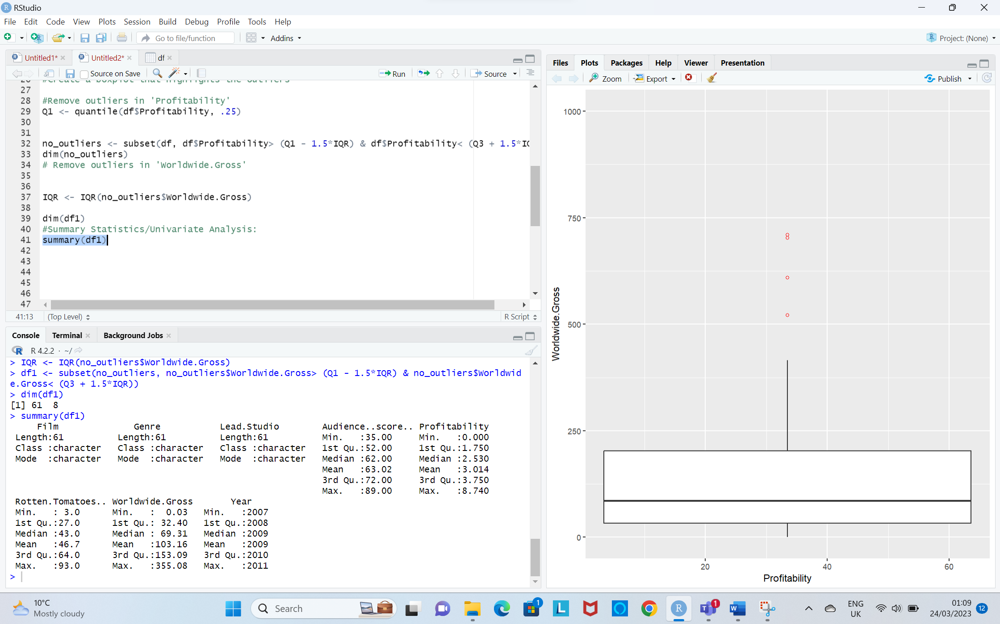 RStudio
File Edit Code View Plots Session Build Debug Profile Tools Help
Go to file/function
Addins
Project: (None)
Untitled1*
Untitled2*
df
Source on Save
Run
Source
26 #Create a boxplot that highlights the outliers
27
28 #Remove outliers in 'Profitability'
29 Q1 <- quantile(df$Profitability, .25)
30
31
32 no_outliers <- subset(df, df$Profitability> (Q1 - 1.5*IQR) & df$Profitability< (Q3 + 1.5*IQ
33 dim(no_outliers)
34 # Remove outliers in 'Worldwide.Gross'
35
36
37 IQR <- IQR(no_outliers$Worldwide.Gross)
38
39 dim(df1)
40 #Summary Statistics/Univariate Analysis:
41 summary(df1)
42
43
44
45
46
47
41:13 (Top Level) R Script
Console Terminal Background Jobs
R 4.2.2 · ~/
> IQR <- IQR(no_outliers$Worldwide.Gross)
> df1 <- subset(no_outliers, no_outliers$Worldwide.Gross> (Q1 - 1.5*IQR) & no_outliers$Worldwid
e.Gross< (Q3 + 1.5*IQR))
> dim(df1)
[1] 61 8
> summary(df1)
Film Genre Lead.Studio Audience..score.. Profitability
Length:61 Length:61 Length:61 Min. :35.00 Min. :0.000
Class :character Class :character Class :character 1st Qu.:52.00 1st Qu.:1.750
Mode :character Mode :character Mode :character Median :62.00 Median :2.530
Mean :63.02 Mean :3.014
3rd Qu.:72.00 3rd Qu.:3.750
Max. :89.00 Max. :8.740
Rotten.Tomatoes.. Worldwide.Gross Year
Min. : 3.0 Min. : 0.03 Min. :2007
1st Qu.:27.0 1st Qu.: 32.40 1st Qu.:2008
Median :43.0 Median : 69.31 Median :2009
Mean :46.7 Mean :103.16 Mean :2009
3rd Qu.:64.0 3rd Qu.:153.09 3rd Qu.:2010
Max. :93.0 Max. :355.08 Max. :2011
>
Files Plots Packages Help Viewer Presentation
Zoom Export Publish
1000
750
500
250
0
Worldwide.Gross
20 40 60
Profitability
10°C
Mostly cloudy
Search
1
L
R
T 1
W
ENG
UK
01:09
24/03/2023
12